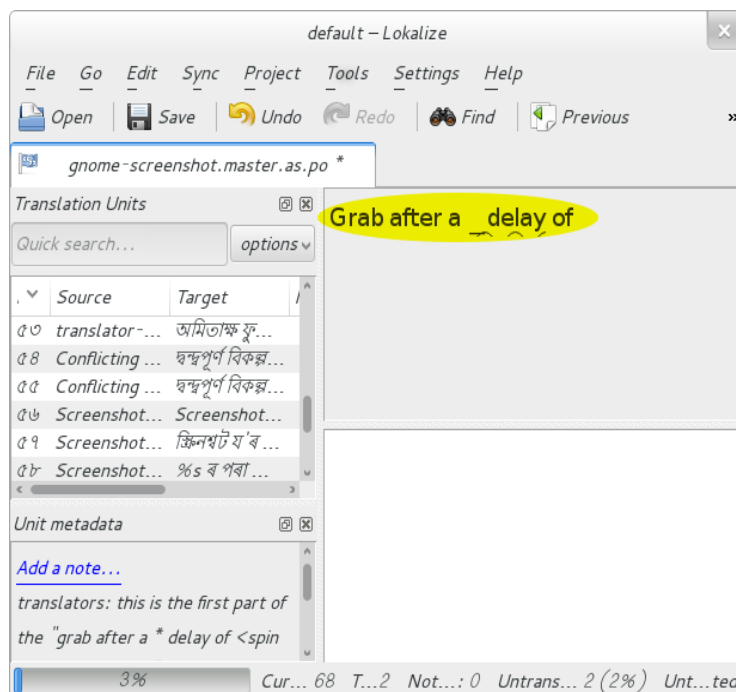 default – Lokalize
File Go Edit Sync Project Tools Settings Help
Open Save Undo Redo Find Previous »
gnome-screenshot.master.as.po *
Translation Units
Quick search... options
Source Target
৫৩ translator-... অমিতাক্ষ ফু...
৫৪ Conflicting ... দ্বন্দ্বপূৰ্ণ বিকল্প...
৫৫ Conflicting ... দ্বন্দ্বপূৰ্ণ বিকল্প...
৫৬ Screenshot... Screenshot...
৫৭ Screenshot... স্ক্ৰিনশ্বট য'ৰ ...
৫৮ Screenshot... %s ৰ পৰা ...
Grab after a _ delay of
Unit metadata
Add a note...
translators: this is the first part of
the "grab after a * delay of <spin
3% Cur... 68 T...2 Not...: 0 Untrans... 2 (2%) Unt...ted